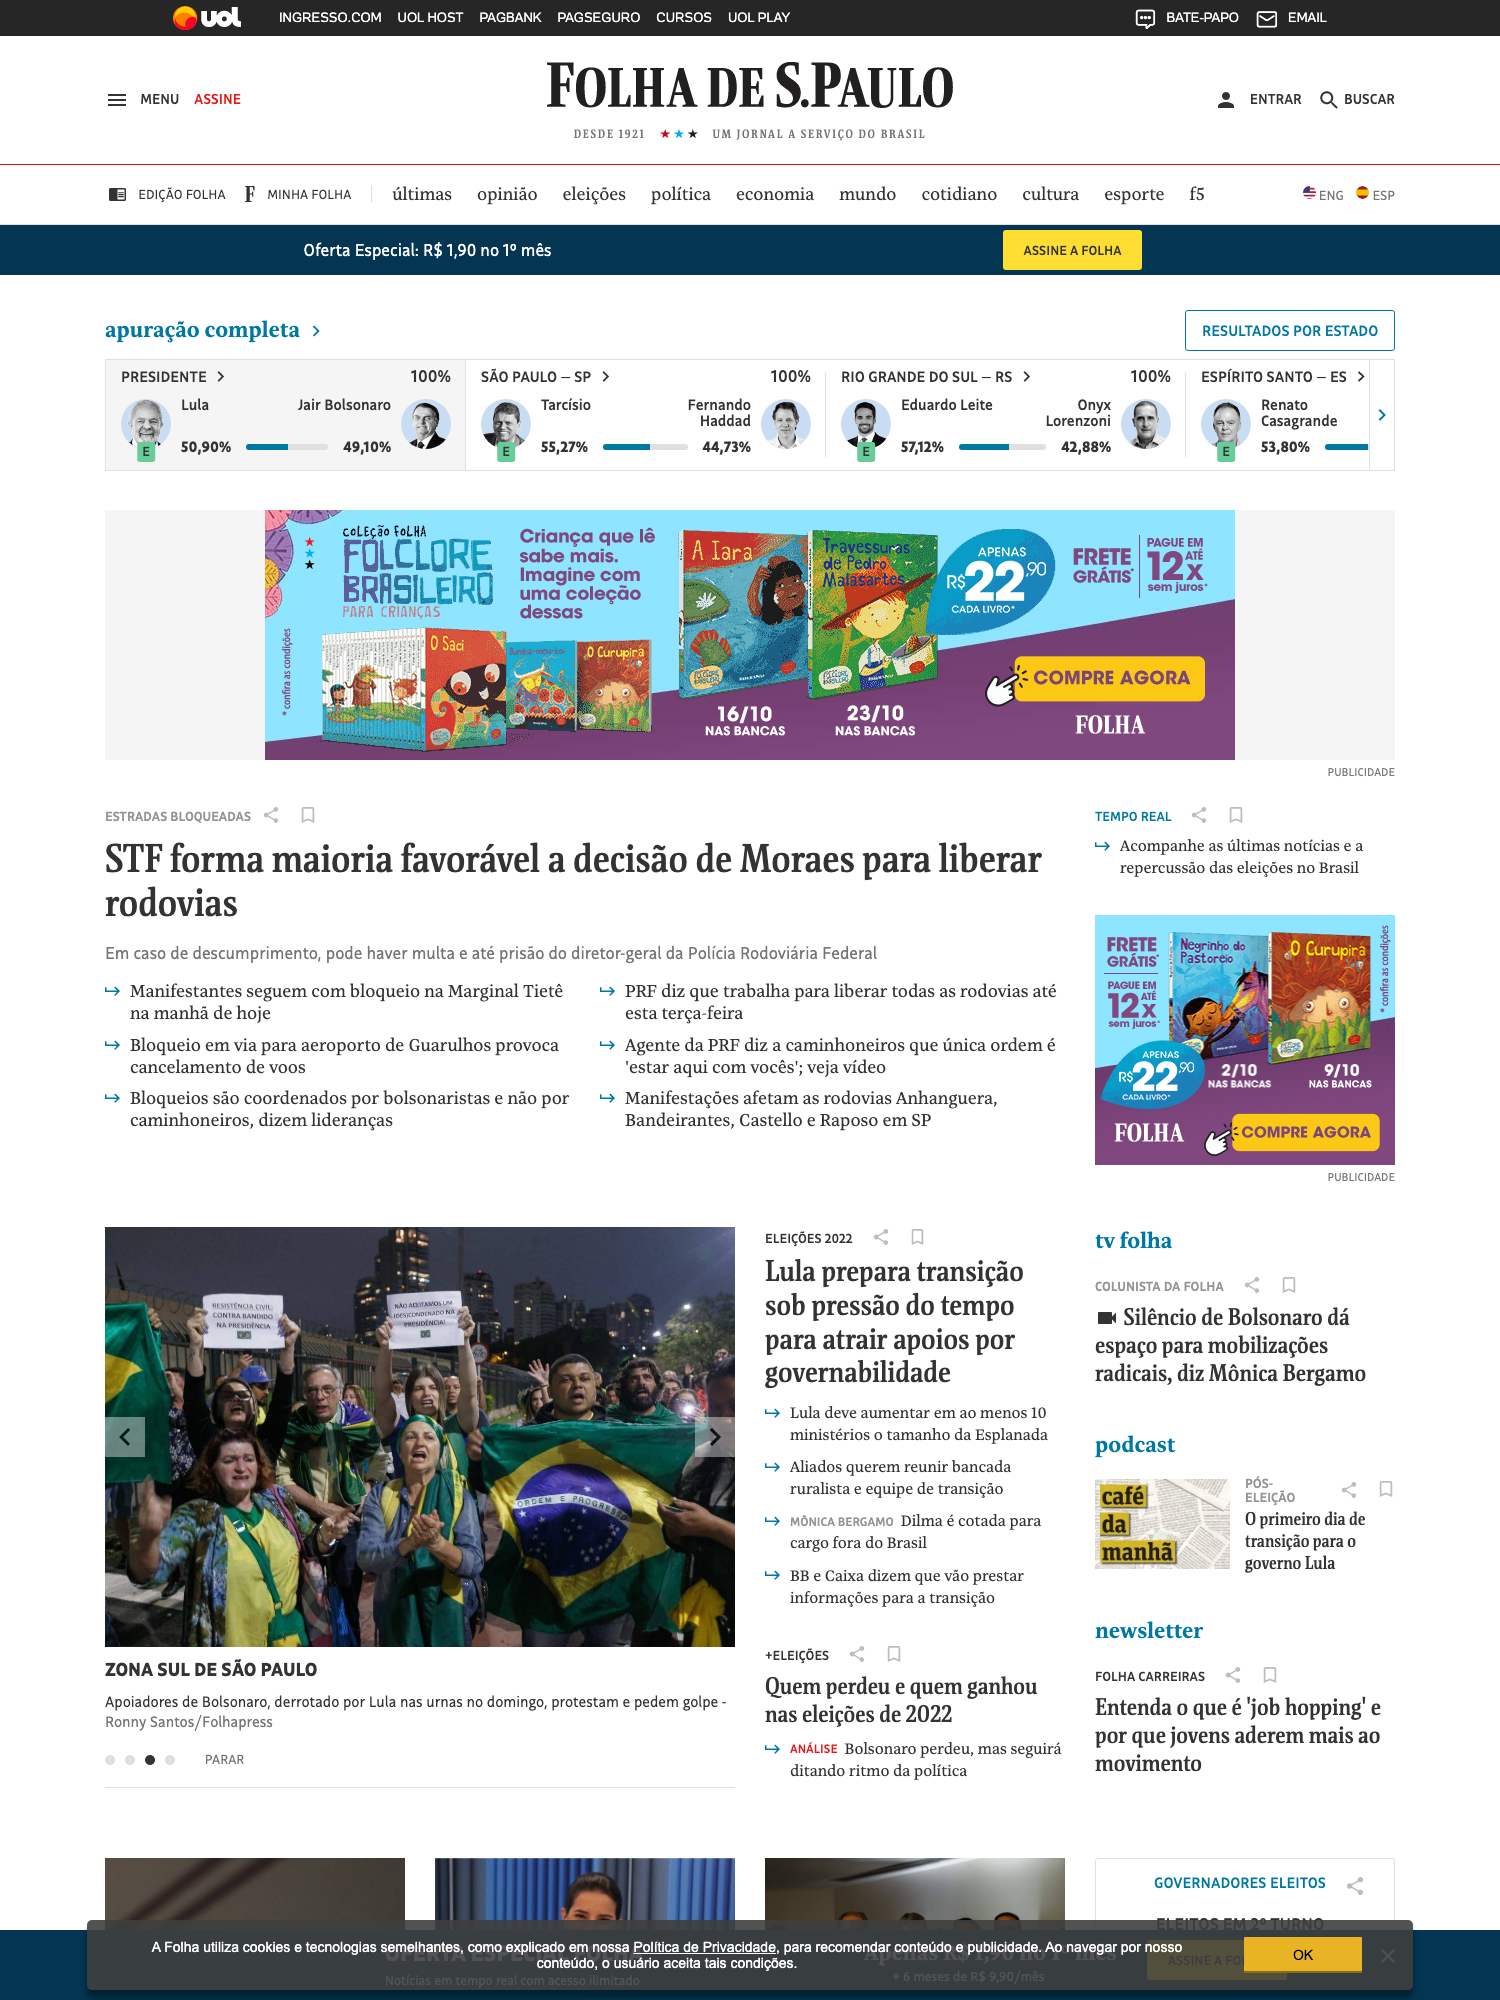 uol INGRESSO.COM UOL HOST PAGBANK PAGSEGURO CURSOS UOL PLAY BATE-PAPO EMAIL
MENU ASSINE
FOLHA DE S.PAULO
DESDE 1921 ★★★ UM JORNAL A SERVIÇO DO BRASIL
ENTRAR BUSCAR
EDIÇÃO FOLHA F MINHA FOLHA últimas opinião eleições política economia mundo cotidiano cultura esporte f5 ENG ESP
Oferta Especial: R$ 1,90 no 1º mês ASSINE A FOLHA
apuração completa RESULTADOS POR ESTADO
PRESIDENTE 100%
Lula Jair Bolsonaro
E 50,90% 49,10%
SÃO PAULO – SP 100%
Tarcísio Fernando
Haddad
E 55,27% 44,73%
RIO GRANDE DO SUL – RS 100%
Eduardo Leite Onyx
Lorenzoni
E 57,12% 42,88%
ESPÍRITO SANTO – ES
Renato
Casagrande
E 53,80%
COLEÇÃO FOLHA
FOLCLORE
BRASILEIRO
PARA CRIANÇAS
* confira as condições
Criança que lê
sabe mais.
Imagine com
uma coleção
dessas
O Saci
Bumba-meu-boi
O Curupira
A Iara
Travessuras
de Pedro
Malasartes
16/10
NAS BANCAS
23/10
NAS BANCAS
APENAS
R$22,90
CADA LIVRO*
FRETE
GRÁTIS*
PAGUE EM
12x ATÉ
sem juros*
COMPRE AGORA
FOLHA
PUBLICIDADE
ESTRADAS BLOQUEADAS
STF forma maioria favorável a decisão de Moraes para liberar
rodovias
Em caso de descumprimento, pode haver multa e até prisão do diretor-geral da Polícia Rodoviária Federal
Manifestantes seguem com bloqueio na Marginal Tietê
na manhã de hoje
Bloqueio em via para aeroporto de Guarulhos provoca
cancelamento de voos
Bloqueios são coordenados por bolsonaristas e não por
caminhoneiros, dizem lideranças
PRF diz que trabalha para liberar todas as rodovias até
esta terça-feira
Agente da PRF diz a caminhoneiros que única ordem é
'estar aqui com vocês'; veja vídeo
Manifestações afetam as rodovias Anhanguera,
Bandeirantes, Castello e Raposo em SP
TEMPO REAL
Acompanhe as últimas notícias e a
repercussão das eleições no Brasil
FRETE
GRÁTIS*
PAGUE EM
12x ATÉ
sem juros*
Negrinho do
Pastoreio
O Curupira
* confira as condições
APENAS
R$22,90
CADA LIVRO*
2/10
NAS BANCAS
9/10
NAS BANCAS
FOLHA
COMPRE AGORA
PUBLICIDADE
RESISTÊNCIA CIVIL:
CONTRA BANDIDO
NA PRESIDÊNCIA
NÃO ACEITAMOS UM
(DES)CONDENADO NA
PRESIDÊNCIA!
ORDEM E PROGRESSO
ZONA SUL DE SÃO PAULO
Apoiadores de Bolsonaro, derrotado por Lula nas urnas no domingo, protestam e pedem golpe -
Ronny Santos/Folhapress
PARAR
ELEIÇÕES 2022
Lula prepara transição
sob pressão do tempo
para atrair apoios por
governabilidade
Lula deve aumentar em ao menos 10
ministérios o tamanho da Esplanada
Aliados querem reunir bancada
ruralista e equipe de transição
MÔNICA BERGAMO Dilma é cotada para
cargo fora do Brasil
BB e Caixa dizem que vão prestar
informações para a transição
+ELEIÇÕES
Quem perdeu e quem ganhou
nas eleições de 2022
ANÁLISE Bolsonaro perdeu, mas seguirá
ditando ritmo da política
tv folha
COLUNISTA DA FOLHA
Silêncio de Bolsonaro dá
espaço para mobilizações
radicais, diz Mônica Bergamo
podcast
café
da
manhã
PÓS-
ELEIÇÃO
O primeiro dia de
transição para o
governo Lula
newsletter
FOLHA CARREIRAS
Entenda o que é 'job hopping' e
por que jovens aderem mais ao
movimento
GOVERNADORES ELEITOS
ELEITOS EM 2º TURNO
A Folha utiliza cookies e tecnologias semelhantes, como explicado em nossa Política de Privacidade, para recomendar conteúdo e publicidade. Ao navegar por nosso
conteúdo, o usuário aceita tais condições.
OK
Notícias em tempo real com acesso ilimitado
+ 6 meses de R$ 9,90/mês